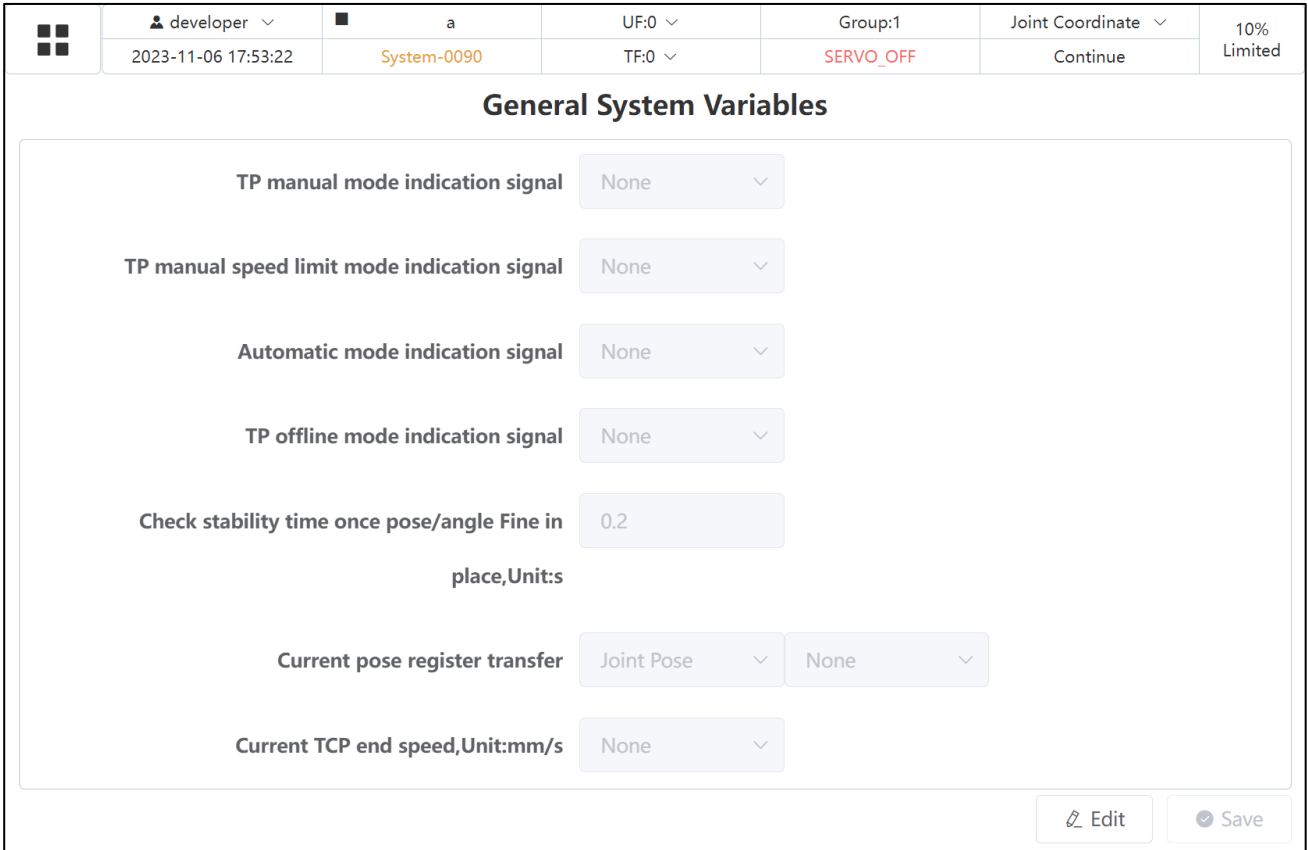 developer
a
UF:0
Group:1
Joint Coordinate
10%
Limited
2023-11-06 17:53:22
System-0090
TF:0
SERVO_OFF
Continue
General System Variables
TP manual mode indication signal
None
TP manual speed limit mode indication signal
None
Automatic mode indication signal
None
TP offline mode indication signal
None
Check stability time once pose/angle Fine in
0.2
place,Unit:s
Current pose register transfer
Joint Pose
None
Current TCP end speed,Unit:mm/s
None
Edit
Save